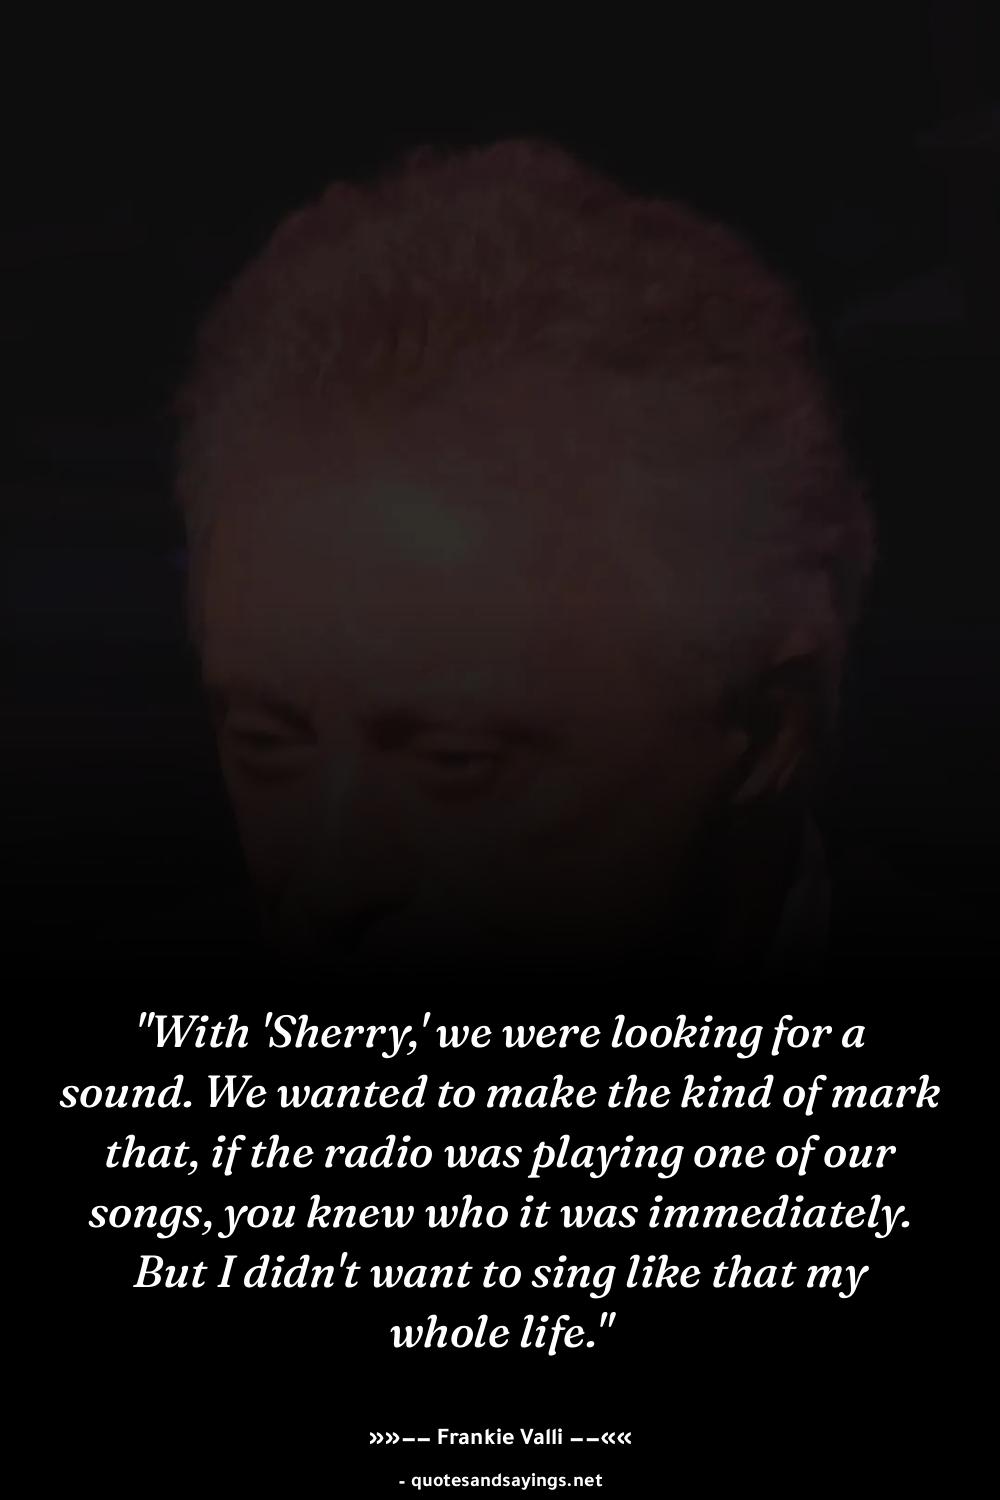 "With 'Sherry,' we were looking for a
sound. We wanted to make the kind of mark
that, if the radio was playing one of our
songs, you knew who it was immediately.
But I didn't want to sing like that my
whole life."
»»−− Frankie Valli −−««
- quotesandsayings.net